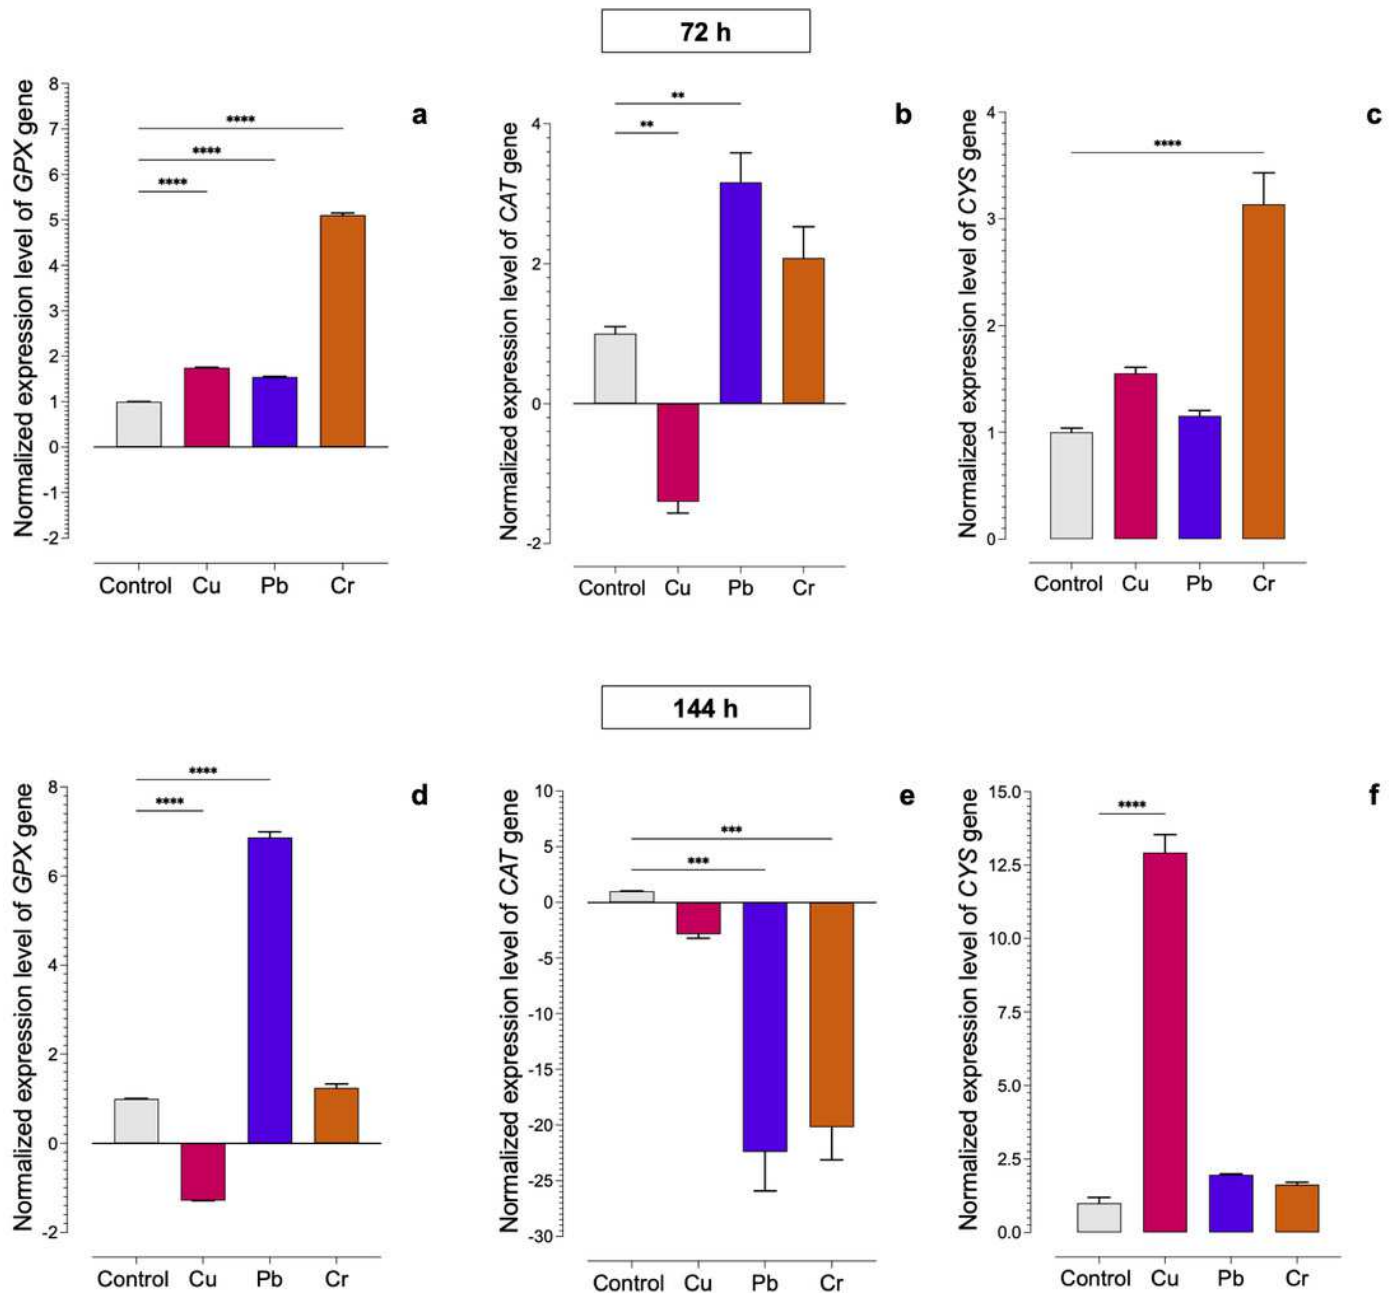 72 h
a
Normalized expression level of GPX gene
8
7
6
5
4
3
2
1
0
-1
-2
****
****
****
Control Cu Pb Cr
b
Normalized expression level of CAT gene
4
2
0
-2
**
**
Control Cu Pb Cr
c
Normalized expression level of CYS gene
4
3
2
1
0
****
Control Cu Pb Cr
144 h
d
Normalized expression level of GPX gene
8
6
4
2
0
-2
****
****
Control Cu Pb Cr
e
Normalized expression level of CAT gene
10
5
0
-5
-10
-15
-20
-25
-30
***
***
Control Cu Pb Cr
f
Normalized expression level of CYS gene
15.0
12.5
10.0
7.5
5.0
2.5
0.0
****
Control Cu Pb Cr